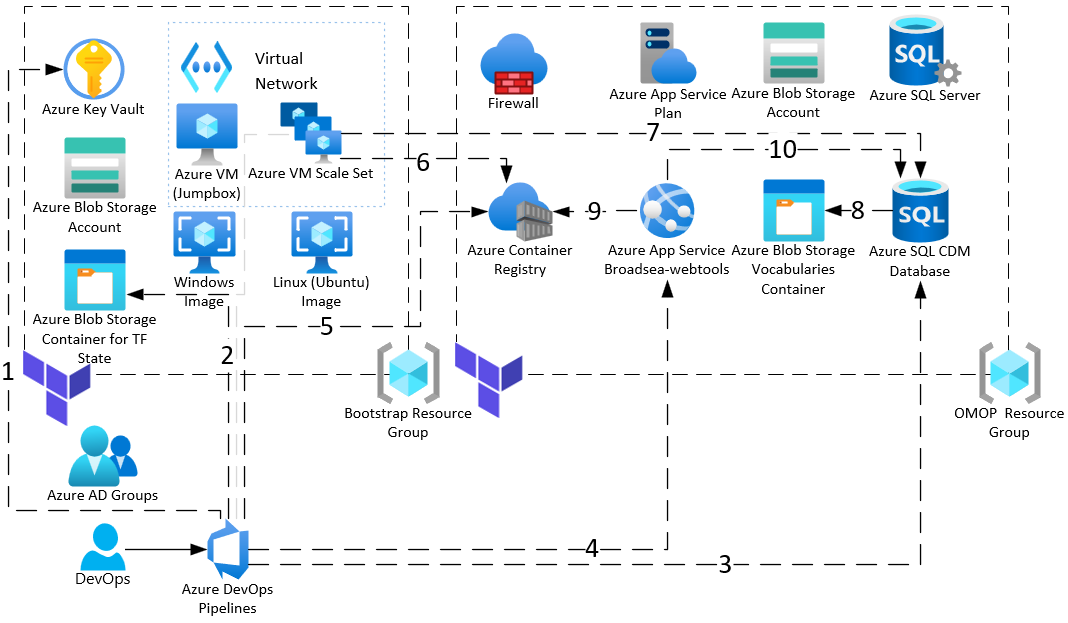 Virtual
Network
Azure Key Vault
Azure VM
(Jumpbox)
Azure VM Scale Set
Azure Blob Storage
Account
Windows
Image
Linux (Ubuntu)
Image
Azure Blob Storage
Container for TF
State
Firewall
Azure App Service
Plan
Azure Blob Storage
Account
Azure SQL Server
7
10
6
9
8
Azure Container
Registry
Azure App Service
Broadsea-webtools
Azure Blob Storage
Vocabularies
Container
Azure SQL CDM
Database
5
2
1
Bootstrap Resource
Group
OMOP Resource
Group
Azure AD Groups
DevOps
Azure DevOps
Pipelines
4
3
SQL
SQL